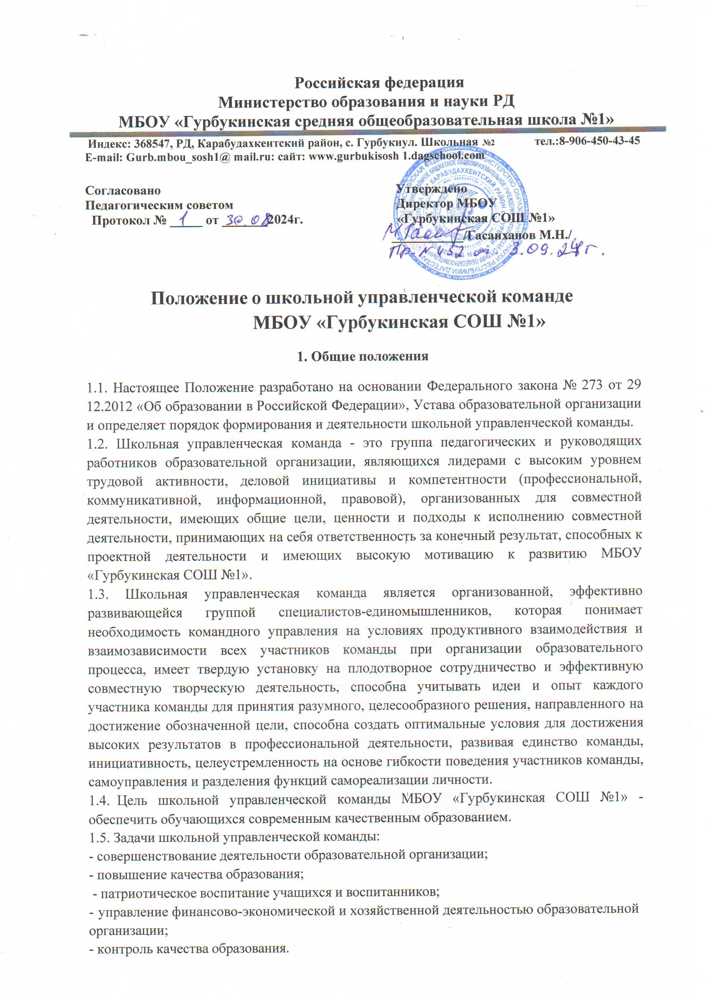 Российская федерация
Министерство образования и науки РД
МБОУ «Гурбукинская средняя общеобразовательная школа №1»
Индекс: 368547, РД, Карабудахкентский район, с. Гурбукиул. Школьная №2 тел.:8-906-450-43-45
E-mail: Gurb.mbou_sosh1@ mail.ru: сайт: www.gurbukisosh 1.dagschool.com
Согласовано
Педагогическим советом
Протокол № 1 от 30.08 2024г.
Утверждено
Директор МБОУ
«Гурбукинская СОШ №1»
/Гасанханов М.Н./
Пр. № 452 от 3.09.24г.
Положение о школьной управленческой команде
МБОУ «Гурбукинская СОШ №1»
1. Общие положения
1.1. Настоящее Положение разработано на основании Федерального закона № 273 от 29
12.2012 «Об образовании в Российской Федерации», Устава образовательной организации
и определяет порядок формирования и деятельности школьной управленческой команды.
1.2. Школьная управленческая команда - это группа педагогических и руководящих
работников образовательной организации, являющихся лидерами с высоким уровнем
трудовой активности, деловой инициативы и компетентности (профессиональной,
коммуникативной, информационной, правовой), организованных для совместной
деятельности, имеющих общие цели, ценности и подходы к исполнению совместной
деятельности, принимающих на себя ответственность за конечный результат, способных к
проектной деятельности и имеющих высокую мотивацию к развитию МБОУ
«Гурбукинская СОШ №1».
1.3. Школьная управленческая команда является организованной, эффективно
развивающейся группой специалистов-единомышленников, которая понимает
необходимость командного управления на условиях продуктивного взаимодействия и
взаимозависимости всех участников команды при организации образовательного
процесса, имеет твердую установку на плодотворное сотрудничество и эффективную
совместную творческую деятельность, способна учитывать идеи и опыт каждого
участника команды для принятия разумного, целесообразного решения, направленного на
достижение обозначенной цели, способна создать оптимальные условия для достижения
высоких результатов в профессиональной деятельности, развивая единство команды,
инициативность, целеустремленность на основе гибкости поведения участников команды,
самоуправления и разделения функций самореализации личности.
1.4. Цель школьной управленческой команды МБОУ «Гурбукинская СОШ №1» -
обеспечить обучающихся современным качественным образованием.
1.5. Задачи школьной управленческой команды:
- совершенствование деятельности образовательной организации;
- повышение качества образования;
- патриотическое воспитание учащихся и воспитанников;
- управление финансово-экономической и хозяйственной деятельностью образовательной
организации;
- контроль качества образования.